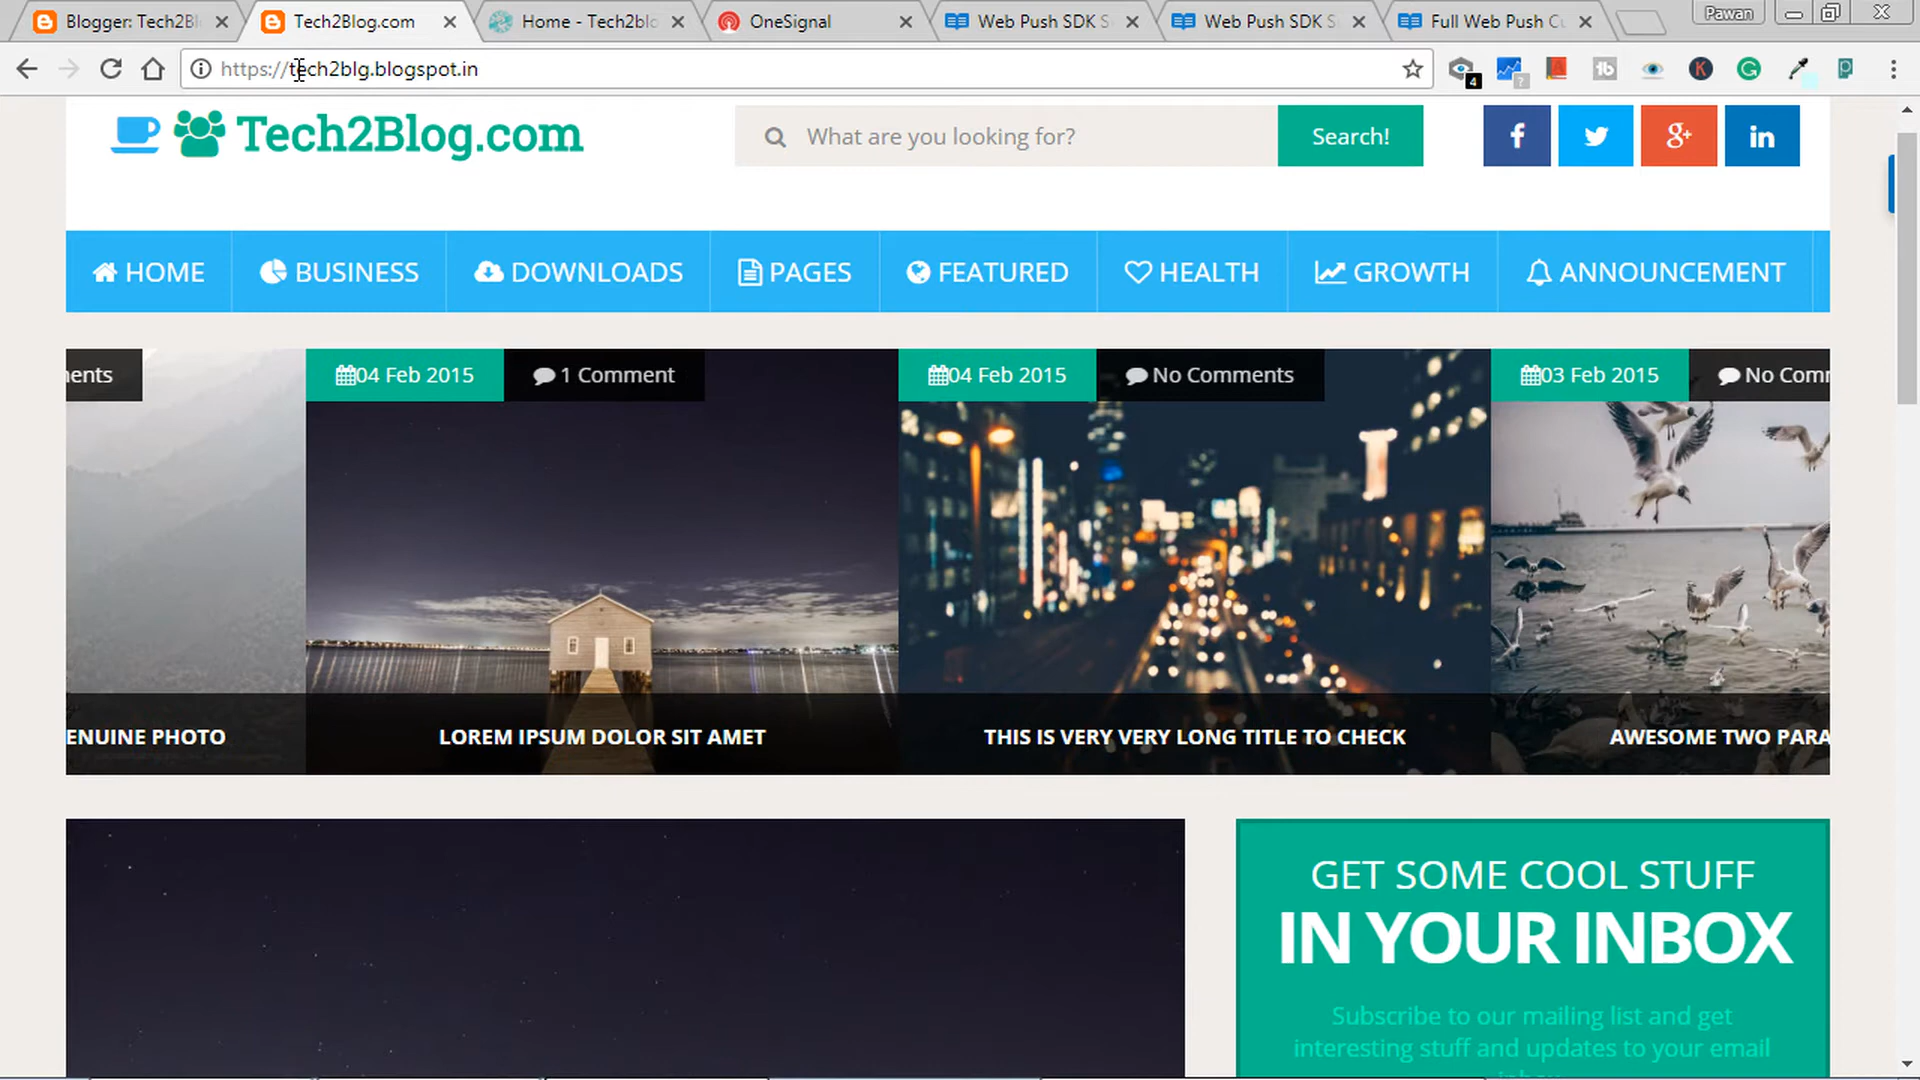 Blogger: Tech2Bl
Tech2Blog.com
Home - Tech2blo
OneSignal
Web Push SDK S
Web Push SDK S
Full Web Push Cu
Pawan
https://tech2blg.blogspot.in
4
?
Tech2Blog.com
What are you looking for?
Search!
HOME
BUSINESS
DOWNLOADS
PAGES
FEATURED
HEALTH
GROWTH
ANNOUNCEMENT
04 Feb 2015
1 Comment
04 Feb 2015
No Comments
03 Feb 2015
ENUINE PHOTO
LOREM IPSUM DOLOR SIT AMET
THIS IS VERY VERY LONG TITLE TO CHECK
AWESOME TWO PARA
GET SOME COOL STUFF
IN YOUR INBOX
Subscribe to our mailing list and get
interesting stuff and updates to your email